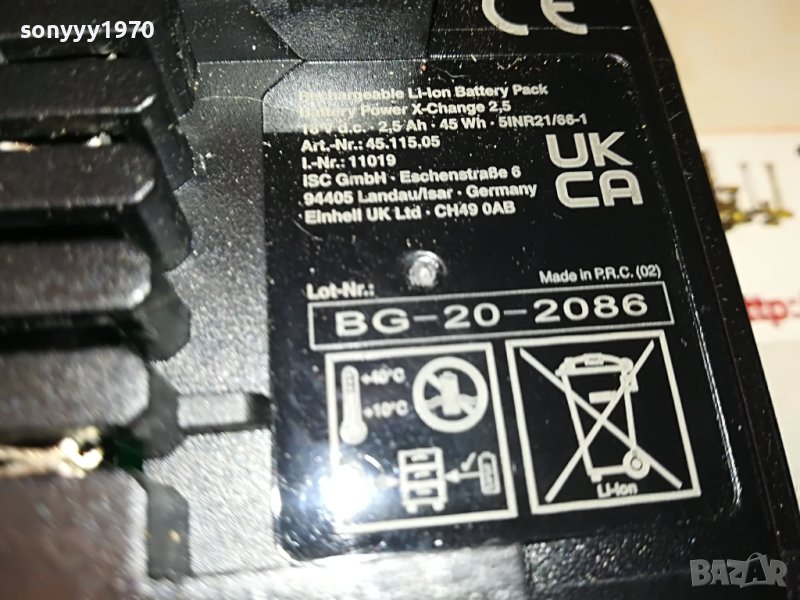 sonyyy1970
CE
Rechargeable Li-Ion Battery Pack
Battery Power X-Change 2,5
18 V d.c. · 2,5 Ah · 45 Wh · 5INR21/66-1
Art.-Nr.: 45.115.05
I.-Nr.: 11019
ISC GmbH · Eschenstraße 6
94405 Landau/Isar · Germany
Einhell UK Ltd · CH49 0AB
UK
CA
Made in P.R.C. (02)
Lot-Nr.:
BG-20-2086
+40°C
+10°C
Li-Ion
http:
BAZAR